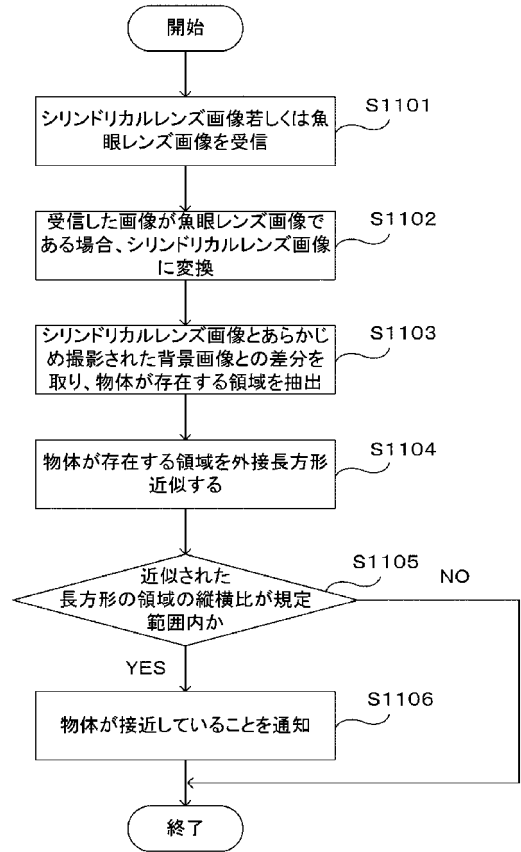 開始
S1101
シリンドリカルレンズ画像若しくは魚
眼レンズ画像を受信
S1102
受信した画像が魚眼レンズ画像で
ある場合、シリンドリカルレンズ画像
に変換
S1103
シリンドリカルレンズ画像とあらかじ
め撮影された背景画像との差分を
取り、物体が存在する領域を抽出
S1104
物体が存在する領域を外接長方形
近似する
S1105
近似された
長方形の領域の縦横比が規定
範囲内か
NO
YES
S1106
物体が接近していることを通知
終了